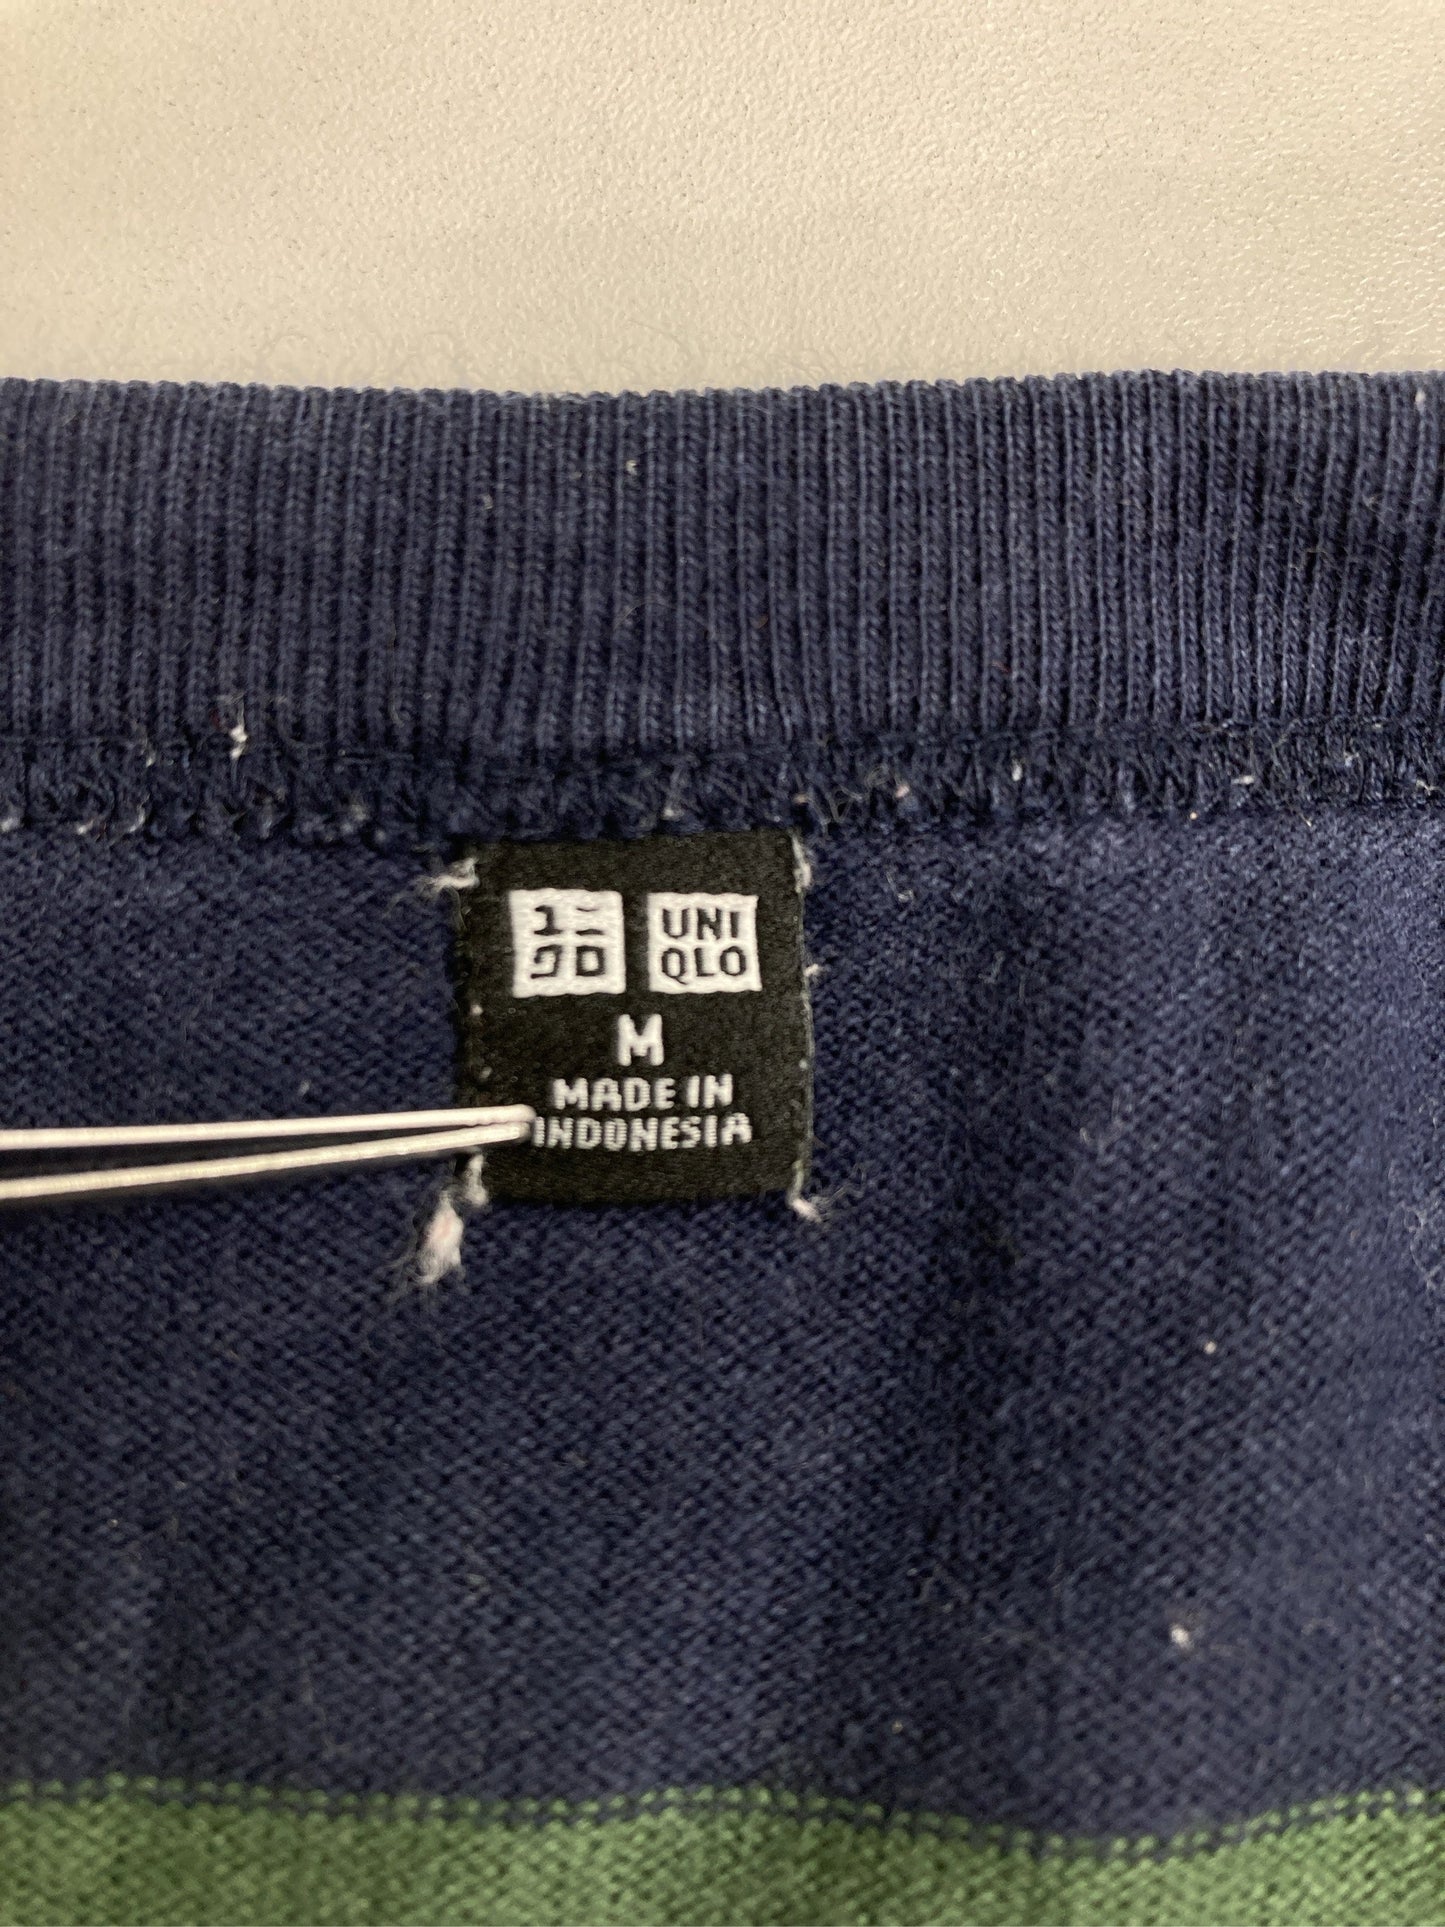 ユニ UNI
クロ QLO
M
MADE IN
INDONESIA